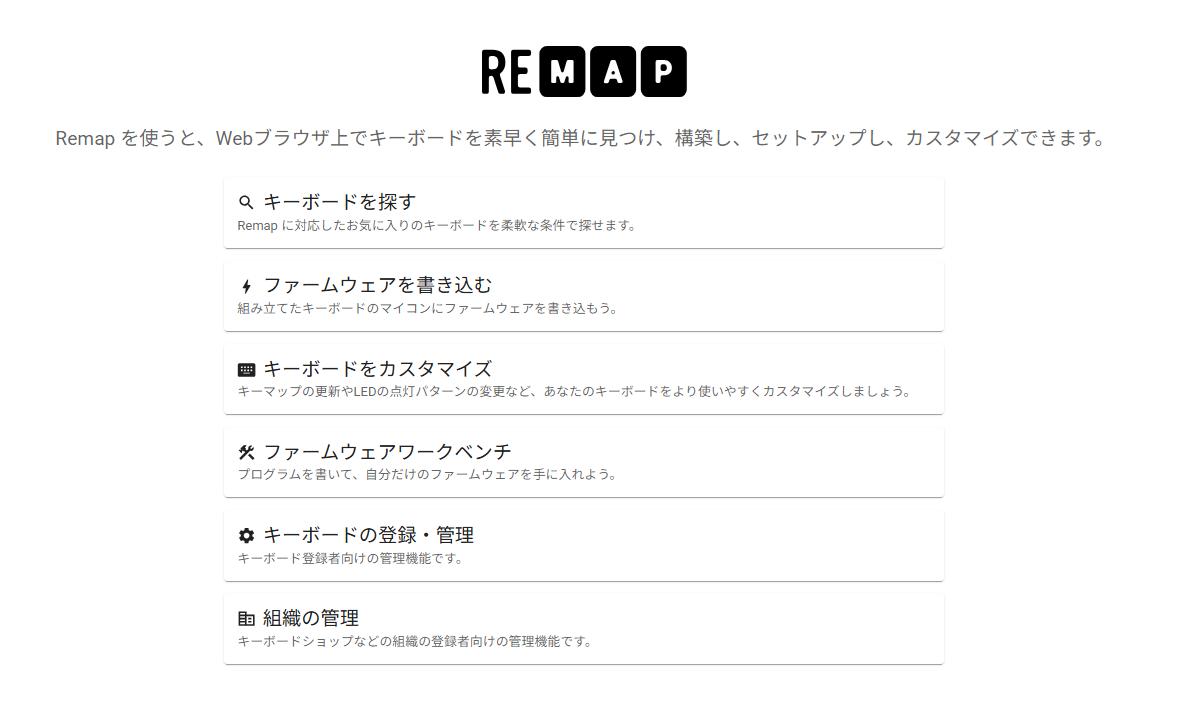 REMAP
Remap を使うと、Webブラウザ上でキーボードを素早く簡単に見つけ、構築し、セットアップし、カスタマイズできます。
キーボードを探す
Remap に対応したお気に入りのキーボードを柔軟な条件で探せます。
ファームウェアを書き込む
組み立てたキーボードのマイコンにファームウェアを書き込もう。
キーボードをカスタマイズ
キーマップの更新やLEDの点灯パターンの変更など、あなたのキーボードをより使いやすくカスタマイズしましょう。
ファームウェアワークベンチ
プログラムを書いて、自分だけのファームウェアを手に入れよう。
キーボードの登録・管理
キーボード登録者向けの管理機能です。
組織の管理
キーボードショップなどの組織の登録者向けの管理機能です。